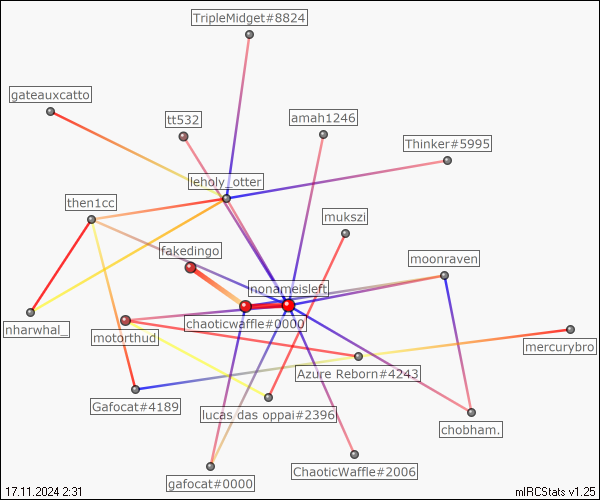 TripleMidget#8824
gateauxcatto
tt532
amah1246
Thinker#5995
leholy_otter
then1cc
mukszi
fakedingo
moonraven
nonameisleft
chaoticwaffle#0000
nharwhal_
motorthud
mercurybro
Azure Reborn#4243
Gafocat#4189
lucas das oppai#2396
chobham.
ChaoticWaffle#2006
gafocat#0000
17.11.2024 2:31
mIRCStats v1.25